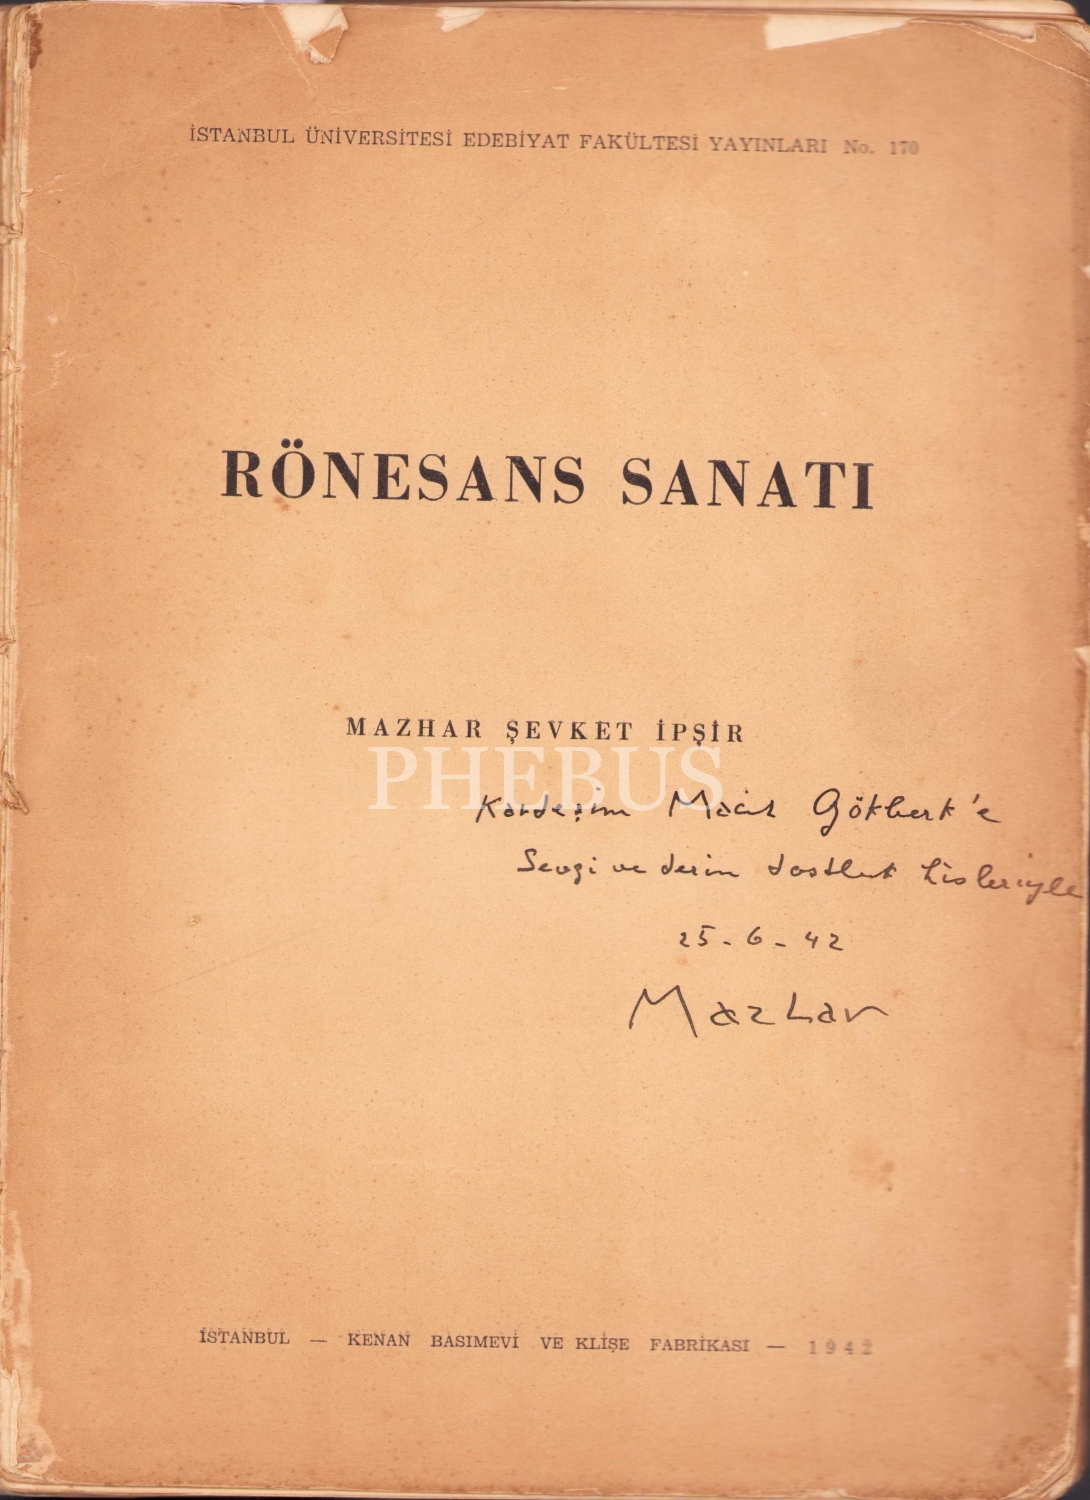 İSTANBUL ÜNİVERSİTESİ EDEBİYAT FAKÜLTESİ YAYINLARI No. 170
RÖNESANS SANATI
MAZHAR ŞEVKET İPŞİR
PHEBUS
Kardeşim Macit Gökberk'e
Sevgi ve derin dostluk hisleriyle
25-6-42
Mazhar
İSTANBUL — KENAN BASIMEVİ VE KLİŞE FABRİKASI — 1942